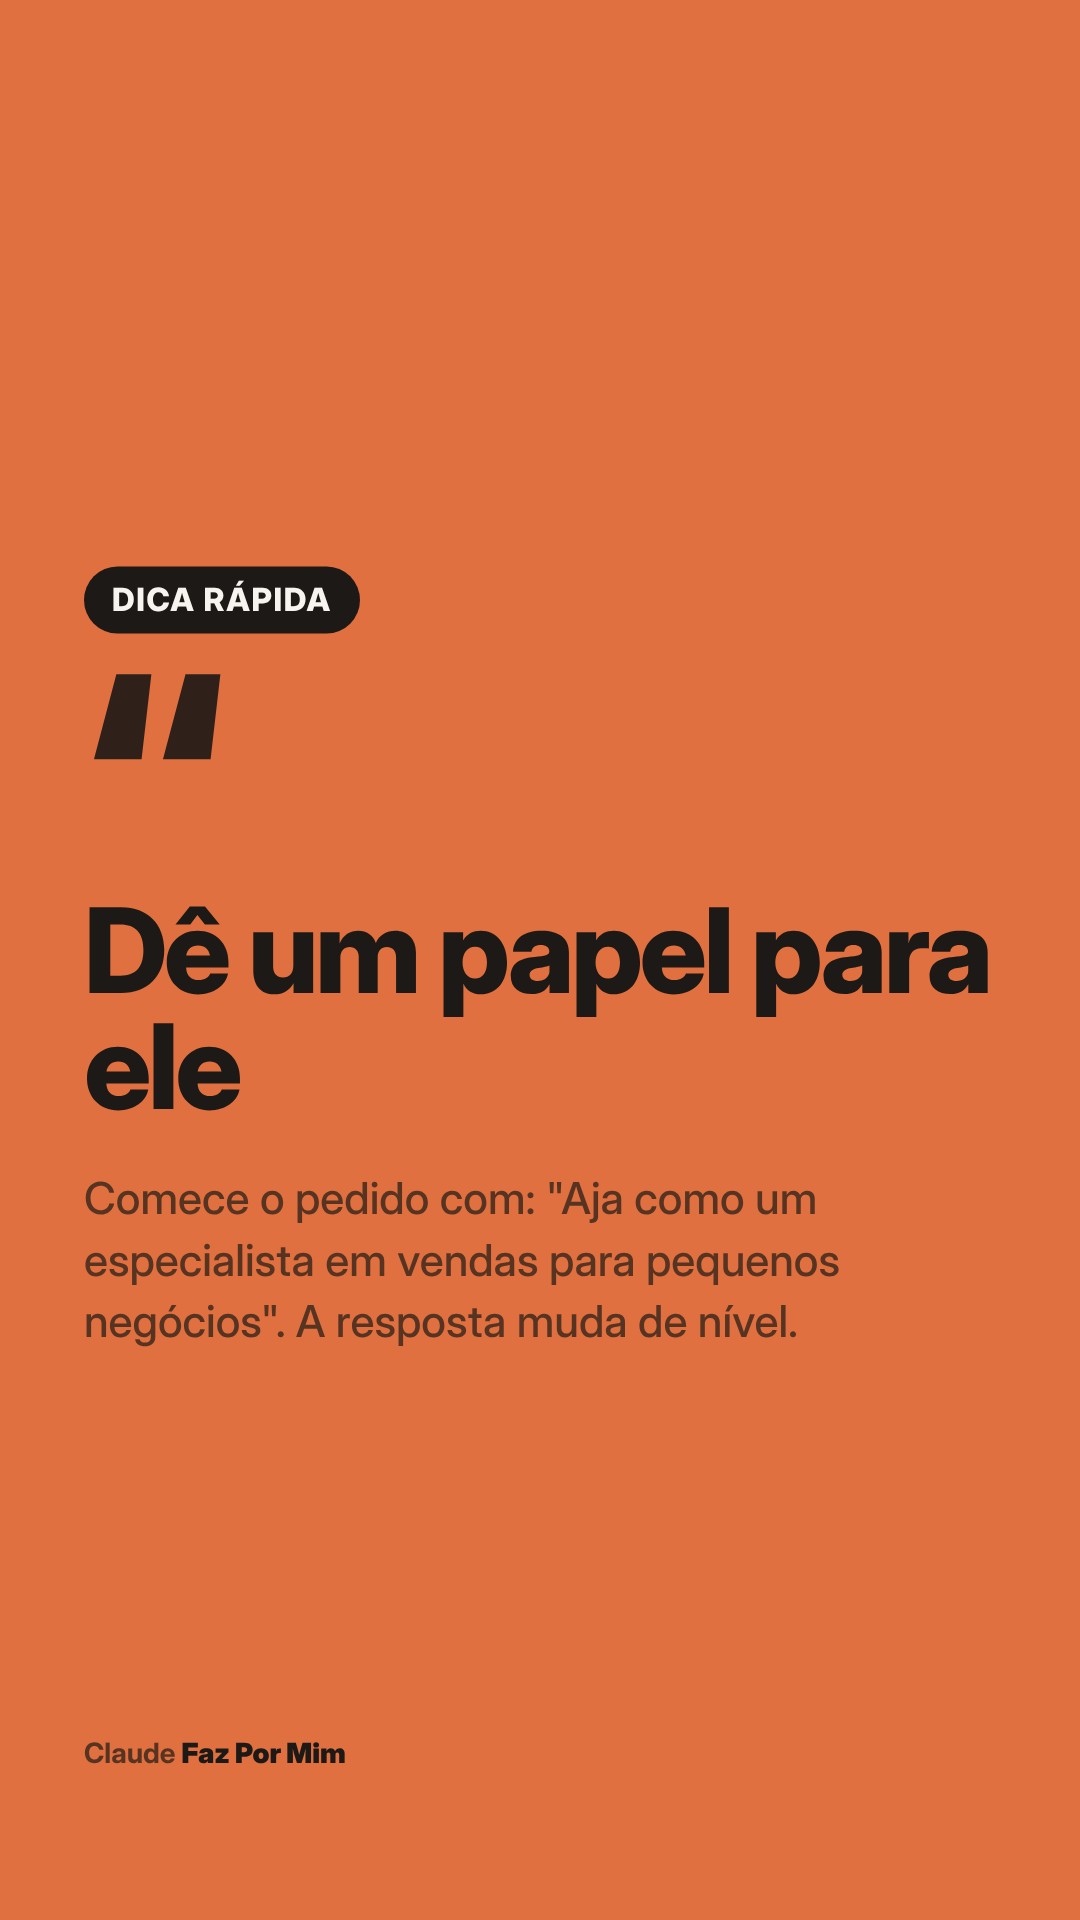 DICA RÁPIDA
"
Dê um papel para
ele
Comece o pedido com: "Aja como um
especialista em vendas para pequenos
negócios". A resposta muda de nível.
Claude Faz Por Mim